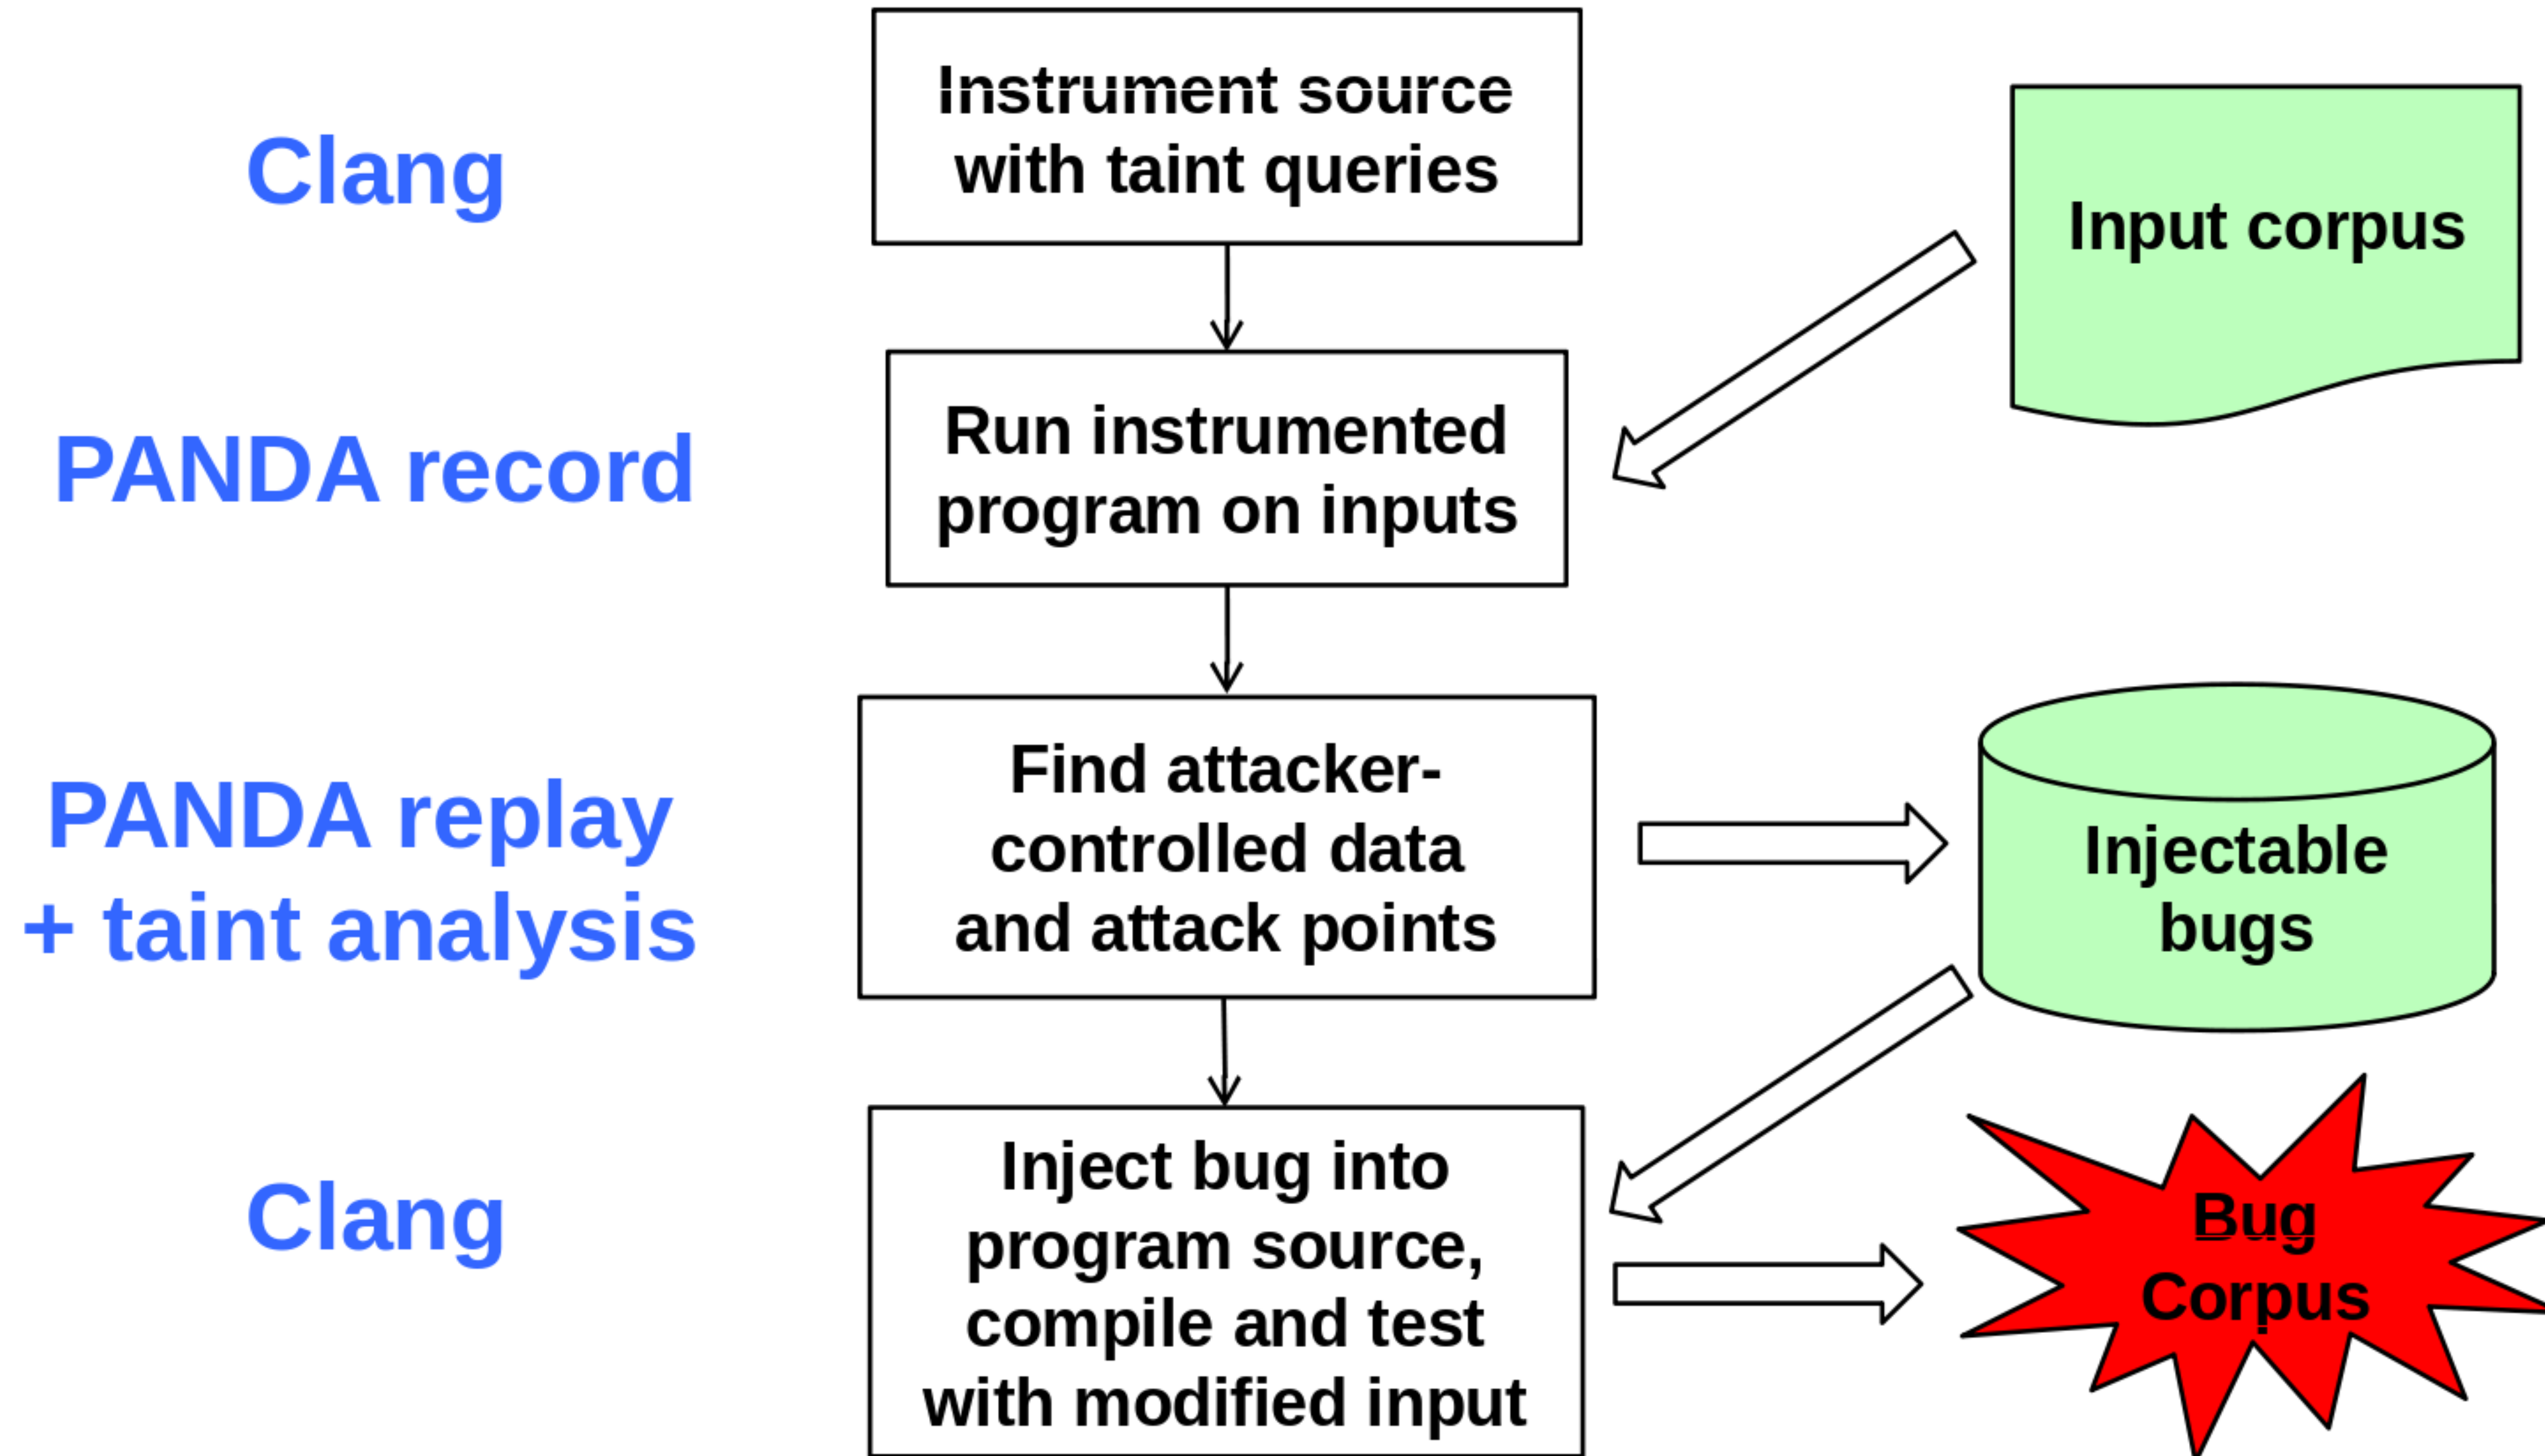 Clang
Instrument source
with taint queries
Input corpus
PANDA record
Run instrumented
program on inputs
PANDA replay
+ taint analysis
Find attacker-
controlled data
and attack points
Injectable
bugs
Clang
Inject bug into
program source,
compile and test
with modified input
Bug
Corpus